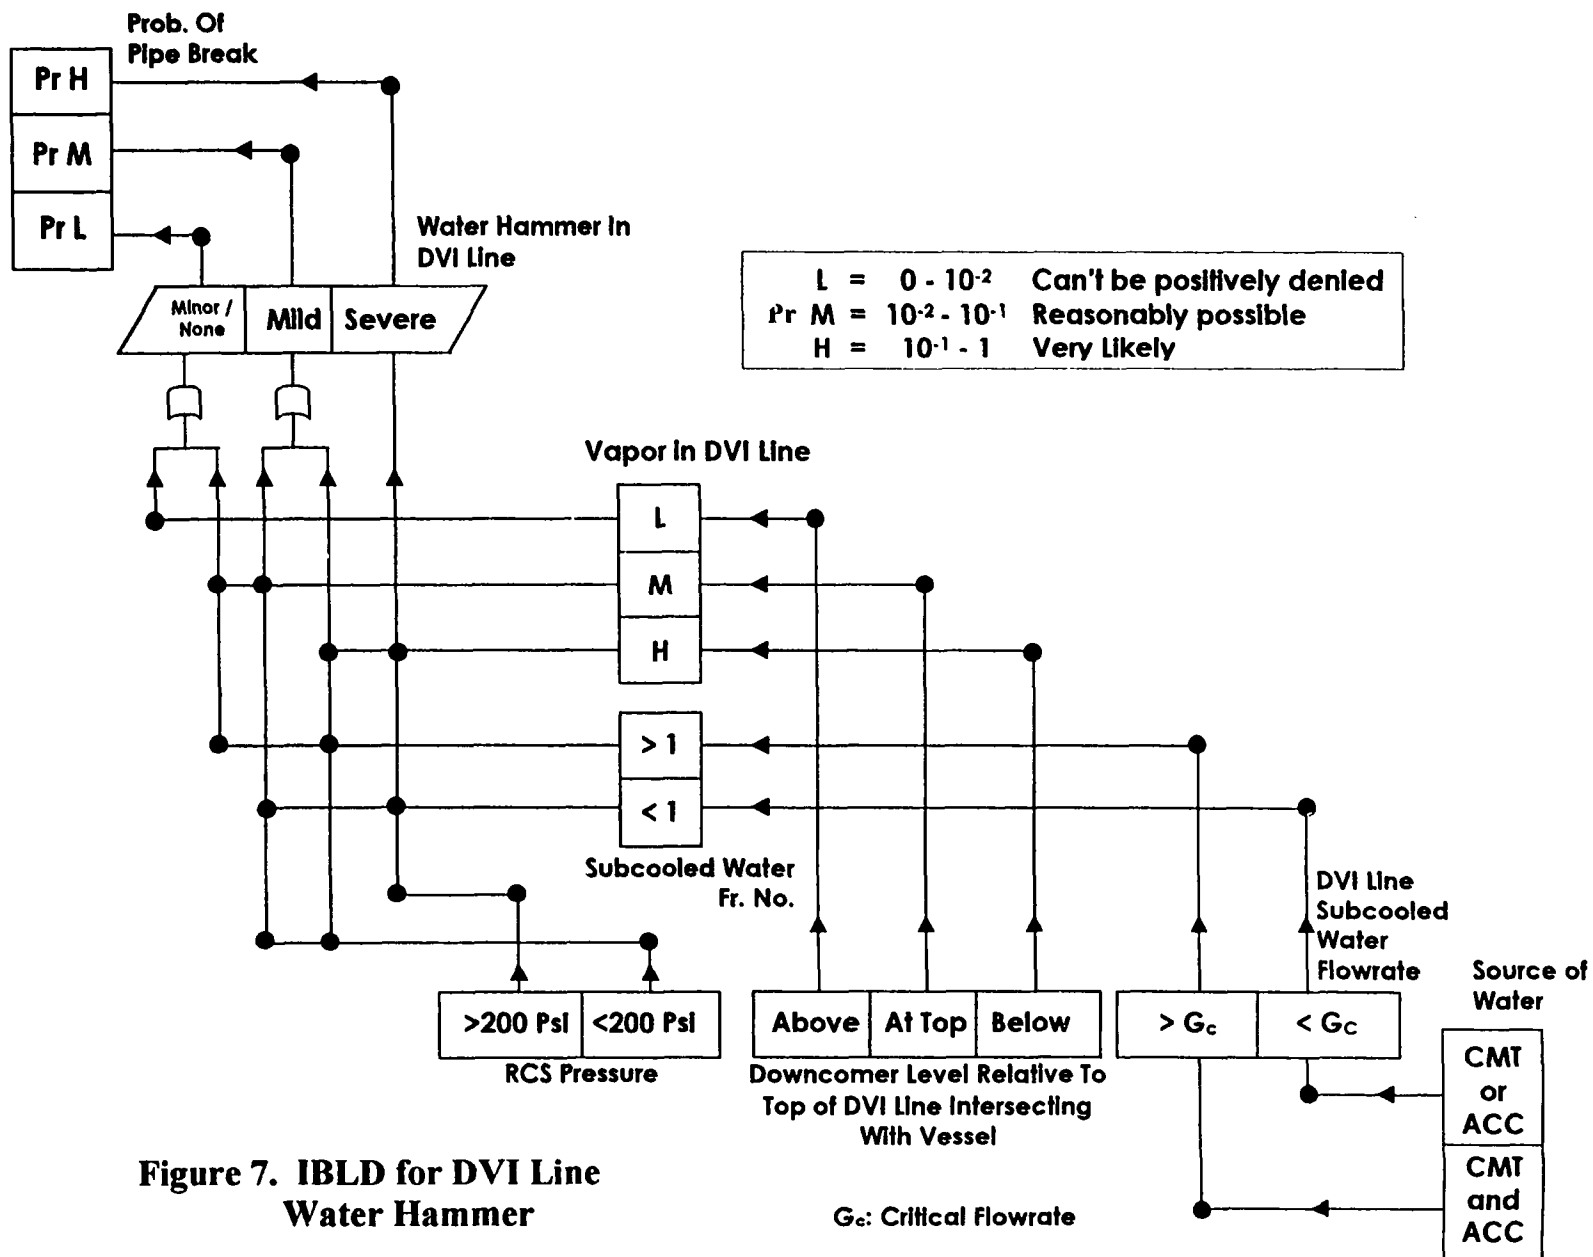 Prob. Of
Pipe Break
Pr H
Pr M
Pr L
Water Hammer In
DVI Line
Minor /
None
Mild
Severe
L = 0 - 10⁻² Can't be positively denied
Pr M = 10⁻² - 10⁻¹ Reasonably possible
H = 10⁻¹ - 1 Very Likely
Vapor In DVI Line
L
M
H
> 1
< 1
Subcooled Water
Fr. No.
DVI Line
Subcooled
Water
Flowrate
Source of
Water
>200 Psi
<200 Psi
RCS Pressure
Above
At Top
Below
Downcomer Level Relative To
Top of DVI Line Intersecting
With Vessel
> Gc
< GC
CMT
or
ACC
CMT
and
ACC
Figure 7. IBLD for DVI Line
Water Hammer
Gc: Critical Flowrate